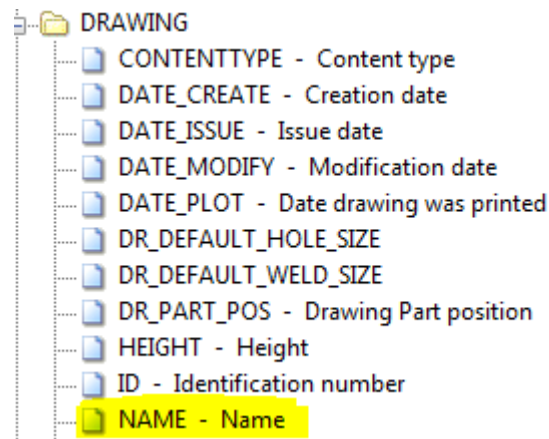 DRAWING
CONTENTTYPE - Content type
DATE_CREATE - Creation date
DATE_ISSUE - Issue date
DATE_MODIFY - Modification date
DATE_PLOT - Date drawing was printed
DR_DEFAULT_HOLE_SIZE
DR_DEFAULT_WELD_SIZE
DR_PART_POS - Drawing Part position
HEIGHT - Height
ID - Identification number
NAME - Name